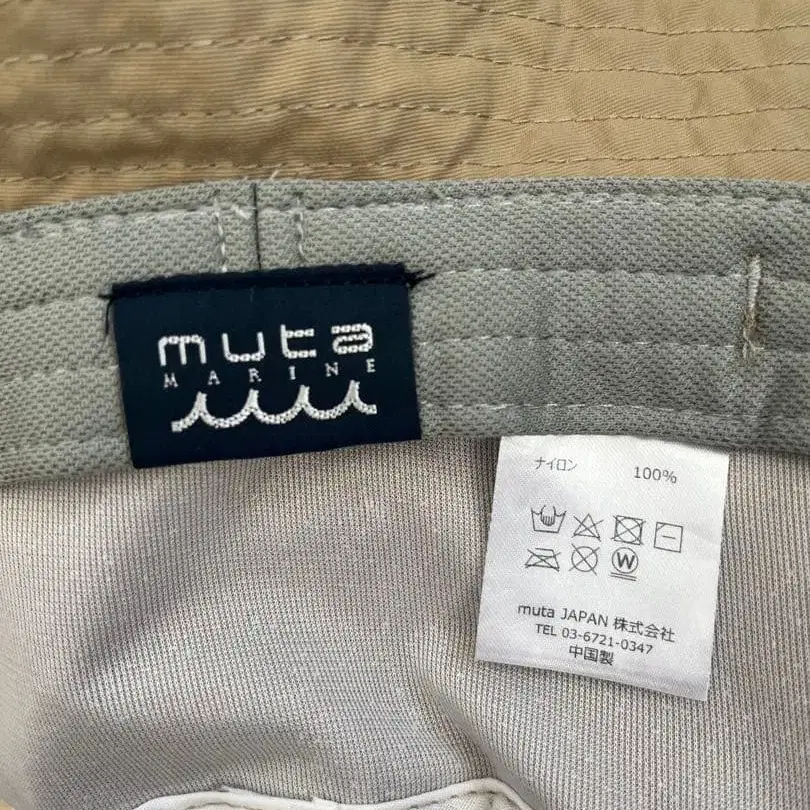 muta
MARINE
ナイロン 100%
W
muta JAPAN 株式会社
TEL 03-6721-0347
中国製